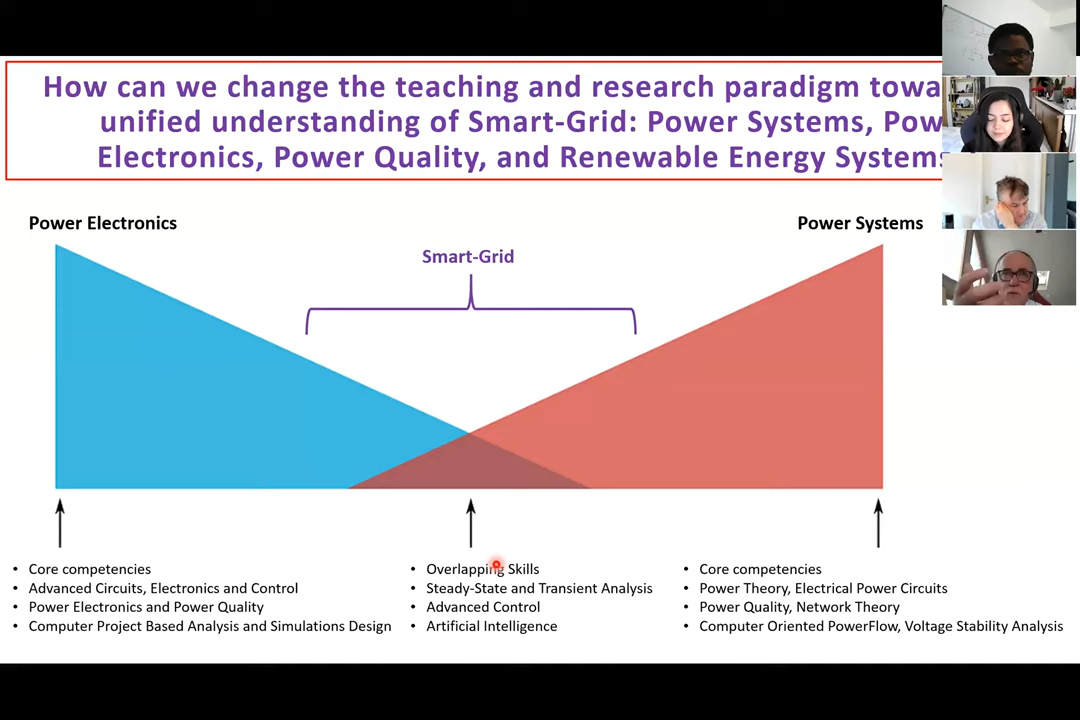 How can we change the teaching and research paradigm
unified understanding of Smart-Grid: Power Systems,
Electronics, Power Quality, and Renewable Energy Systems
Power Electronics
Power Systems
Smart-Grid
• Core competencies
• Advanced Circuits, Electronics and Control
• Power Electronics and Power Quality
• Computer Project Based Analysis and Simulations Design
• Overlapping Skills
• Steady-State and Transient Analysis
• Advanced Control
• Artificial Intelligence
• Core competencies
• Power Theory, Electrical Power Circuits
• Power Quality, Network Theory
• Computer Oriented PowerFlow, Voltage Stability Analysis